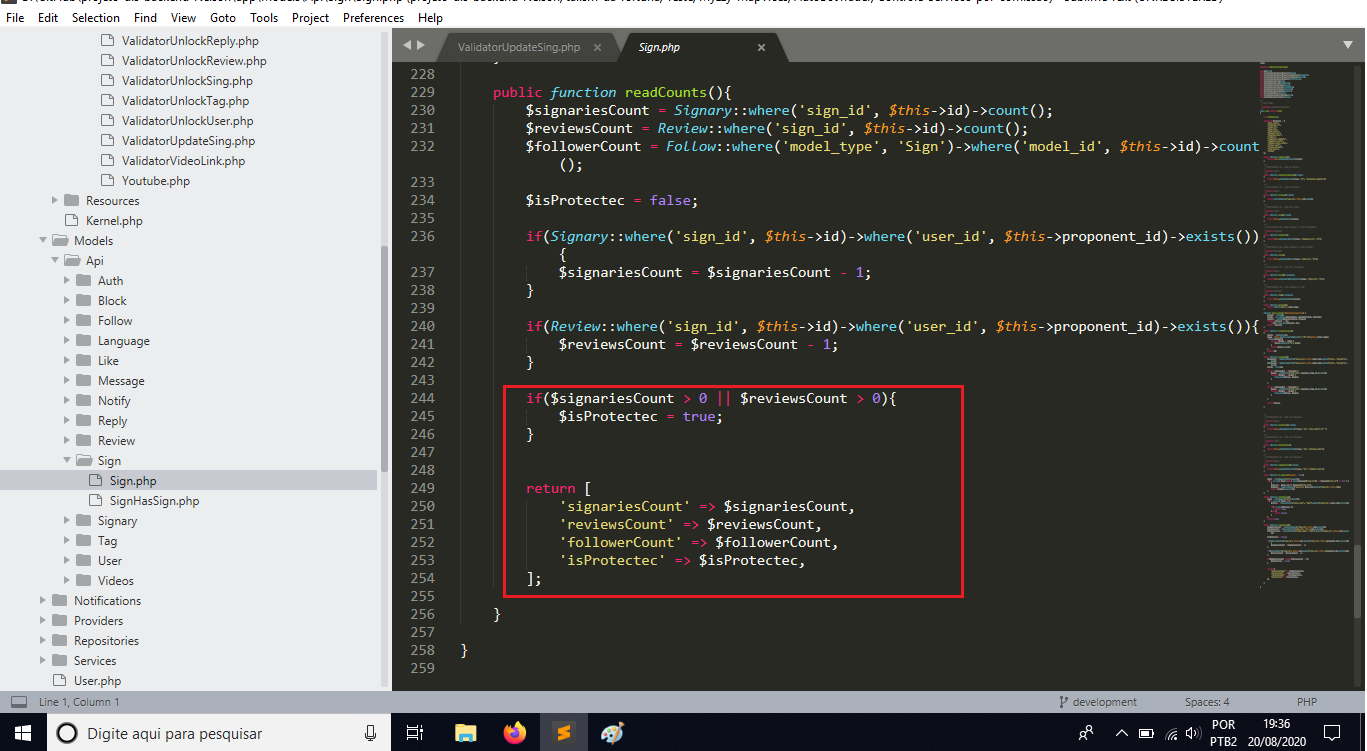 File Edit Selection Find View Goto Tools Project Preferences Help
ValidatorUnlockReply.php
ValidatorUnlockReview.php
ValidatorUnlockSing.php
ValidatorUnlockTag.php
ValidatorUnlockUser.php
ValidatorUpdateSing.php
ValidatorVideoLink.php
Youtube.php
Resources
Kernel.php
Models
Api
Auth
Block
Follow
Language
Like
Message
Notify
Reply
Review
Sign
Sign.php
SignHasSign.php
Signary
Tag
User
Videos
Notifications
Providers
Repositories
Services
User.php
ValidatorUpdateSing.php × Sign.php ×
228
229 public function readCounts(){
230 $signariesCount = Signary::where('sign_id', $this->id)->count();
231 $reviewsCount = Review::where('sign_id', $this->id)->count();
232 $followerCount = Follow::where('model_type', 'Sign')->where('model_id', $this->id)->count
();
233
234 $isProtectec = false;
235
236 if(Signary::where('sign_id', $this->id)->where('user_id', $this->proponent_id)->exists())
{
237 $signariesCount = $signariesCount - 1;
238 }
239
240 if(Review::where('sign_id', $this->id)->where('user_id', $this->proponent_id)->exists()){
241 $reviewsCount = $reviewsCount - 1;
242 }
243
244 if($signariesCount > 0 || $reviewsCount > 0){
245 $isProtectec = true;
246 }
247
248
249 return [
250 'signariesCount' => $signariesCount,
251 'reviewsCount' => $reviewsCount,
252 'followerCount' => $followerCount,
253 'isProtectec' => $isProtectec,
254 ];
255
256 }
257
258 }
259
Line 1, Column 1 development Spaces: 4 PHP
Digite aqui para pesquisar
POR
PTB2
19:36
20/08/2020